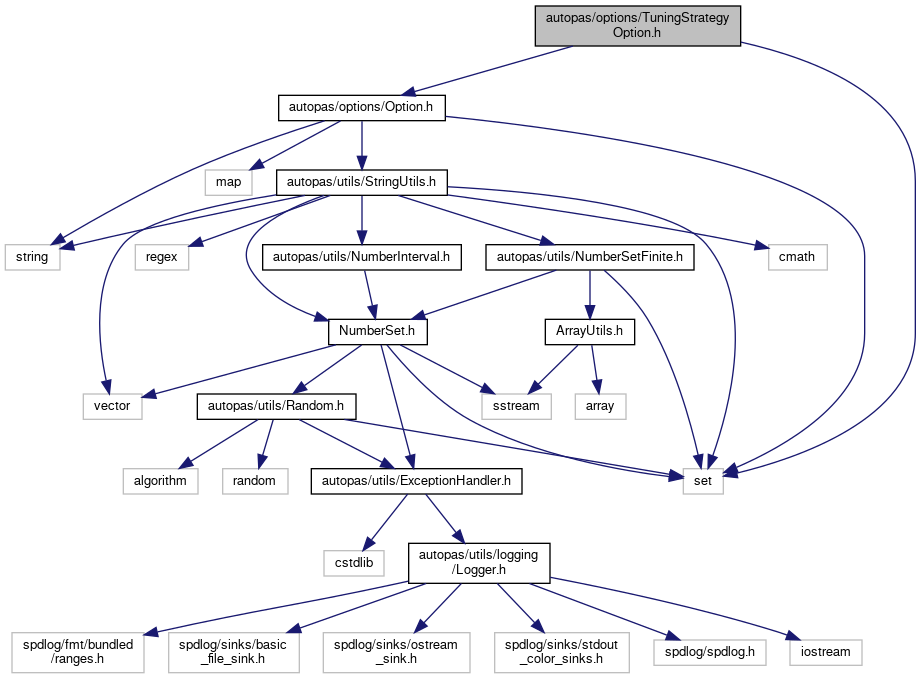 autopas/options/TuningStrategy
Option.h
autopas/options/Option.h
map
autopas/utils/StringUtils.h
string
regex
autopas/utils/NumberInterval.h
autopas/utils/NumberSetFinite.h
cmath
NumberSet.h
ArrayUtils.h
vector
autopas/utils/Random.h
sstream
array
algorithm
random
autopas/utils/ExceptionHandler.h
set
cstdlib
autopas/utils/logging
/Logger.h
spdlog/fmt/bundled
/ranges.h
spdlog/sinks/basic
_file_sink.h
spdlog/sinks/ostream
_sink.h
spdlog/sinks/stdout
_color_sinks.h
spdlog/spdlog.h
iostream